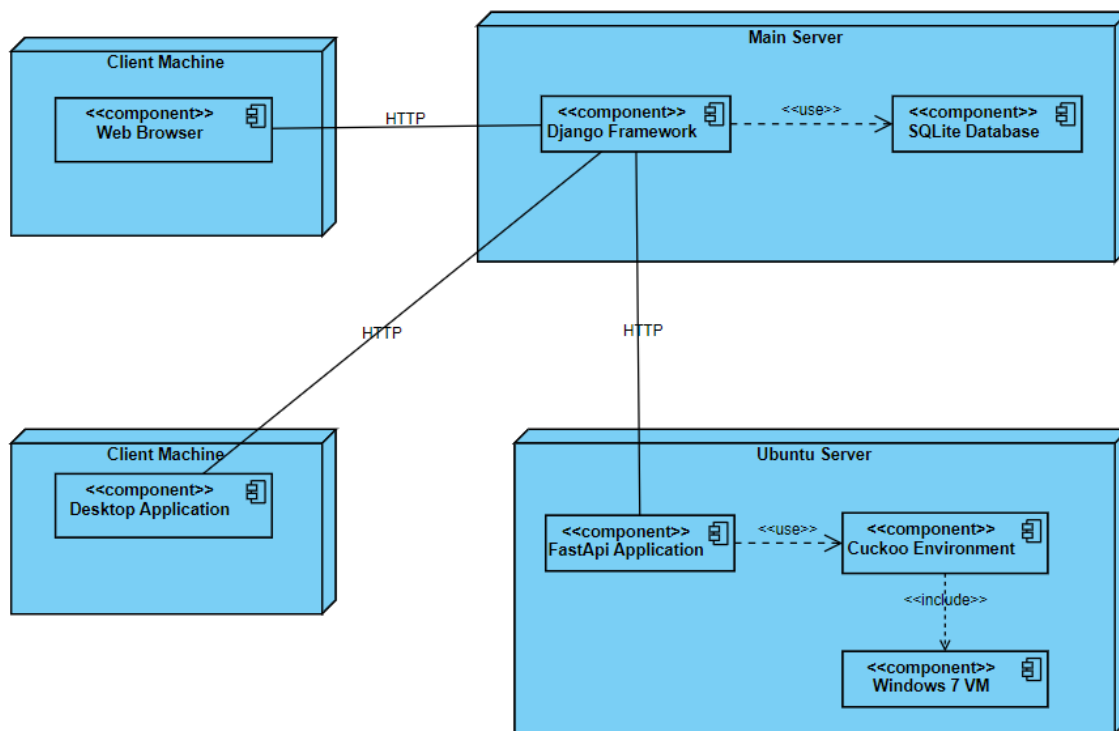 Client Machine
<<component>>
Web Browser
HTTP
Main Server
<<component>>
Django Framework
<<use>>
<<component>>
SQLite Database
HTTP
HTTP
Client Machine
<<component>>
Desktop Application
Ubuntu Server
<<component>>
FastApi Application
<<use>>
<<component>>
Cuckoo Environment
<<include>>
<<component>>
Windows 7 VM